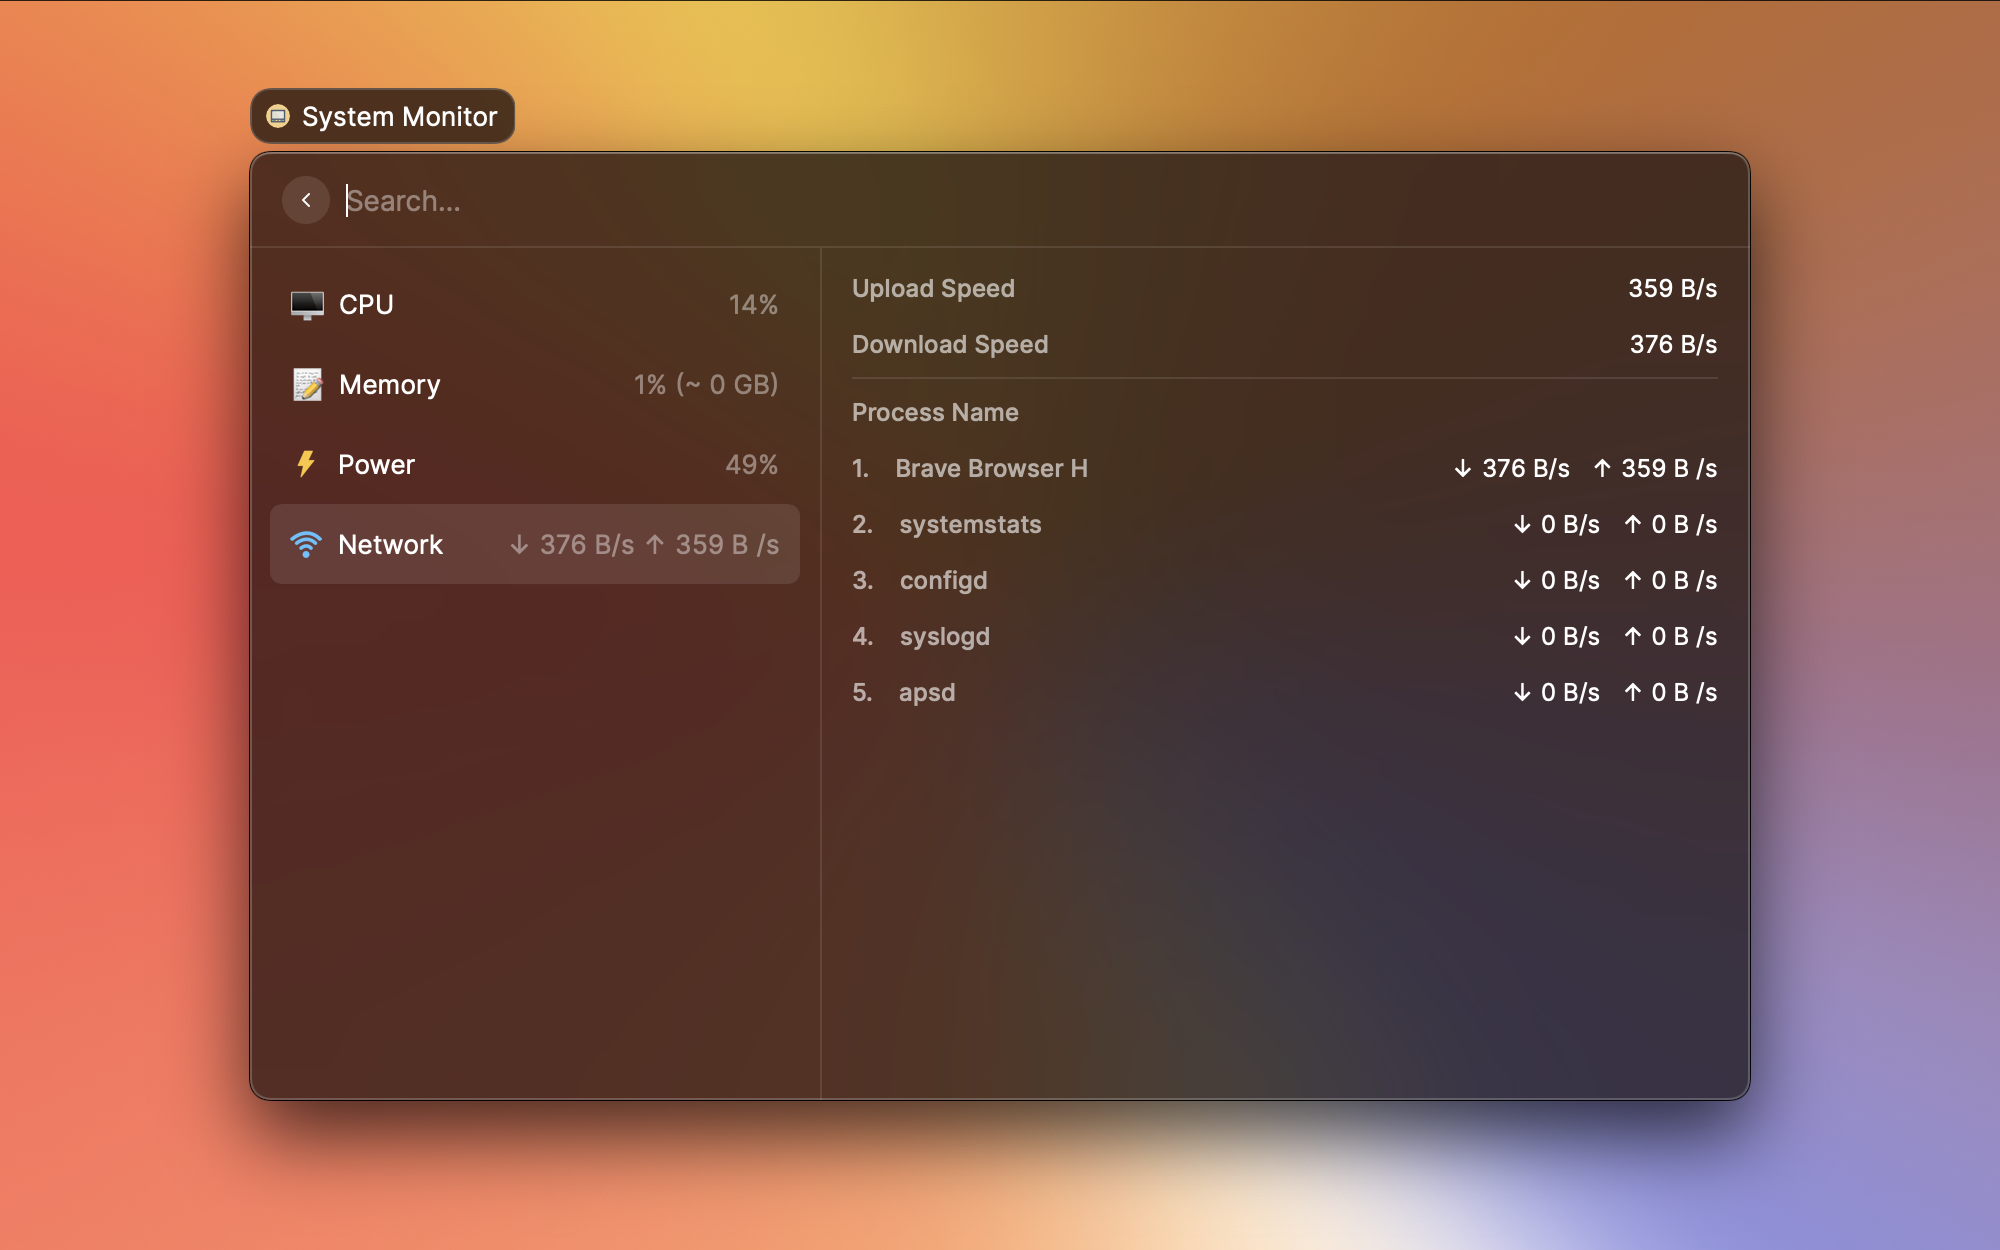 System Monitor
Search...
CPU 14%
Memory 1% (~ 0 GB)
Power 49%
Network ↓ 376 B/s ↑ 359 B /s
Upload Speed 359 B/s
Download Speed 376 B/s
Process Name
1. Brave Browser H ↓ 376 B/s ↑ 359 B /s
2. systemstats ↓ 0 B/s ↑ 0 B /s
3. configd ↓ 0 B/s ↑ 0 B /s
4. syslogd ↓ 0 B/s ↑ 0 B /s
5. apsd ↓ 0 B/s ↑ 0 B /s